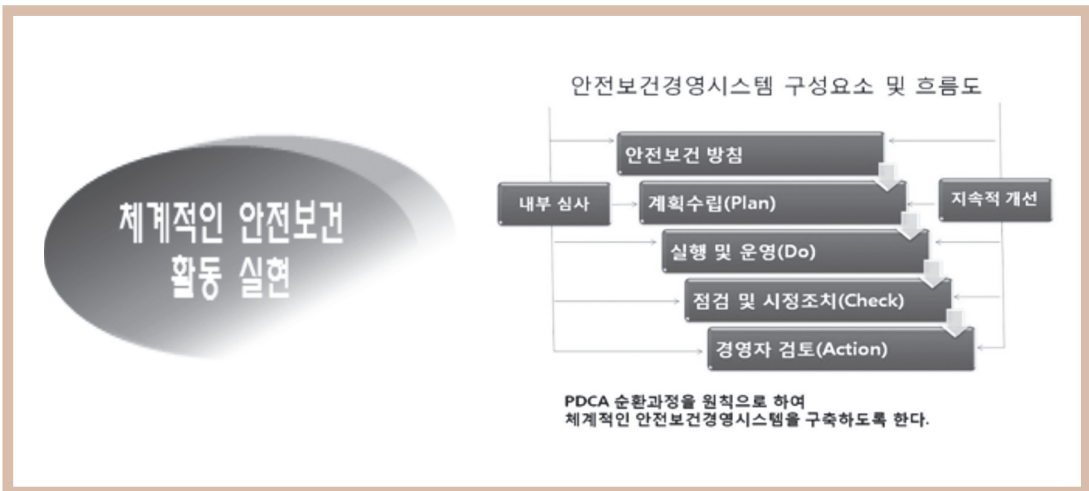 체계적인 안전보건
활동 실현
안전보건경영시스템 구성요소 및 흐름도
안전보건 방침
내부 심사
계획수립(Plan)
지속적 개선
실행 및 운영(Do)
점검 및 시정조치(Check)
경영자 검토(Action)
PDCA 순환과정을 원칙으로 하여
체계적인 안전보건경영시스템을 구축하도록 한다.